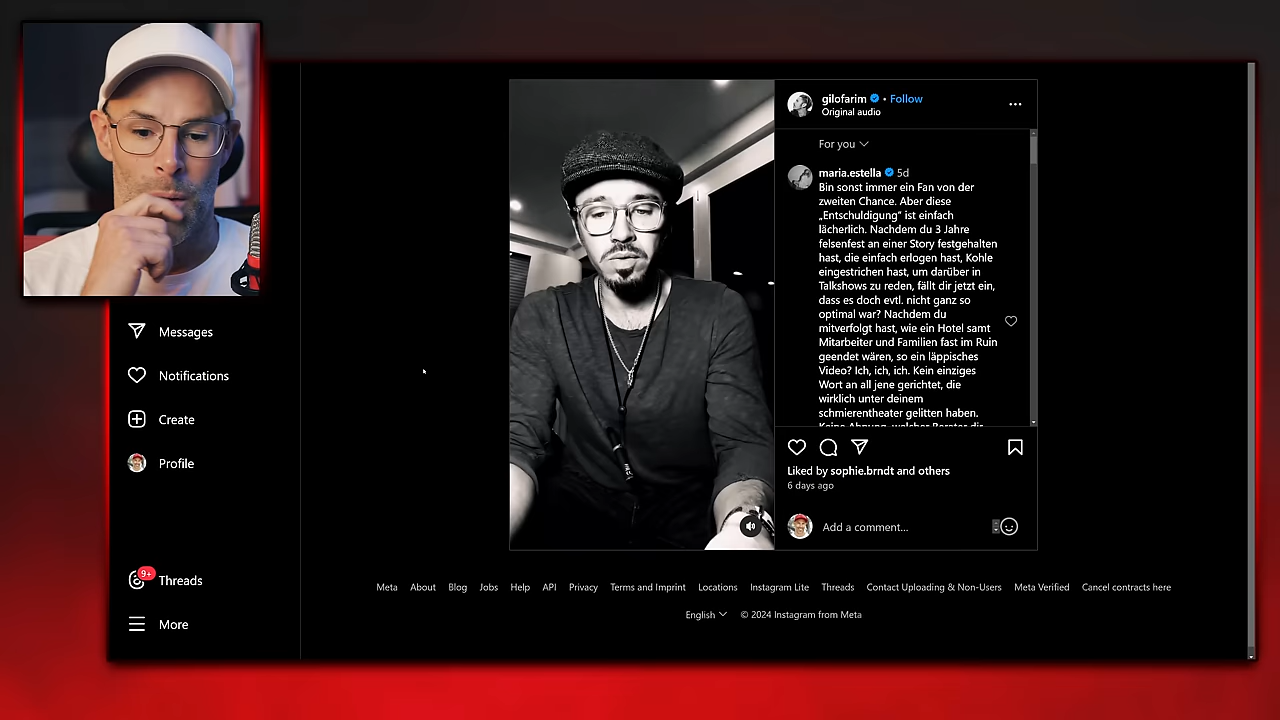 gilofarim • Follow
Original audio
For you
maria.estella 5d
Bin sonst immer ein Fan von der
zweiten Chance. Aber diese
„Entschuldigung" ist einfach
lächerlich. Nachdem du 3 Jahre
felsenfest an einer Story festgehalten
hast, die einfach erlogen hast, Kohle
eingestrichen hast, um darüber in
Talkshows zu reden, fällt dir jetzt ein,
dass es doch evtl. nicht ganz so
optimal war? Nachdem du
mitverfolgt hast, wie ein Hotel samt
Mitarbeiter und Familien fast im Ruin
geendet wären, so ein läppisches
Video? Ich, ich, ich. Kein einziges
Wort an all jene gerichtet, die
wirklich unter deinem
schmierentheater gelitten haben.
Keine Ahnung, welcher Berater dir
Liked by sophie.brndt and others
6 days ago
Add a comment...
Messages
Notifications
Create
Profile
9+
Threads
More
Meta About Blog Jobs Help API Privacy Terms and Imprint Locations Instagram Lite Threads Contact Uploading & Non-Users Meta Verified Cancel contracts here
English © 2024 Instagram from Meta